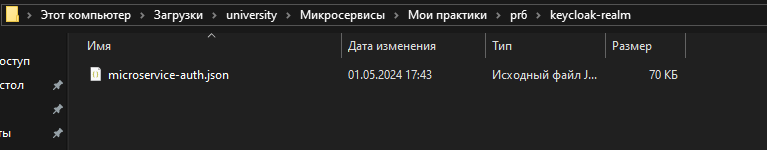 Этот компьютер > Загрузки > university > Микросервисы > Мои практики > pr6 > keycloak-realm
Имя Дата изменения Тип Размер
microservice-auth.json 01.05.2024 17:43 Исходный файл J... 70 КБ
оступ
стол
ты